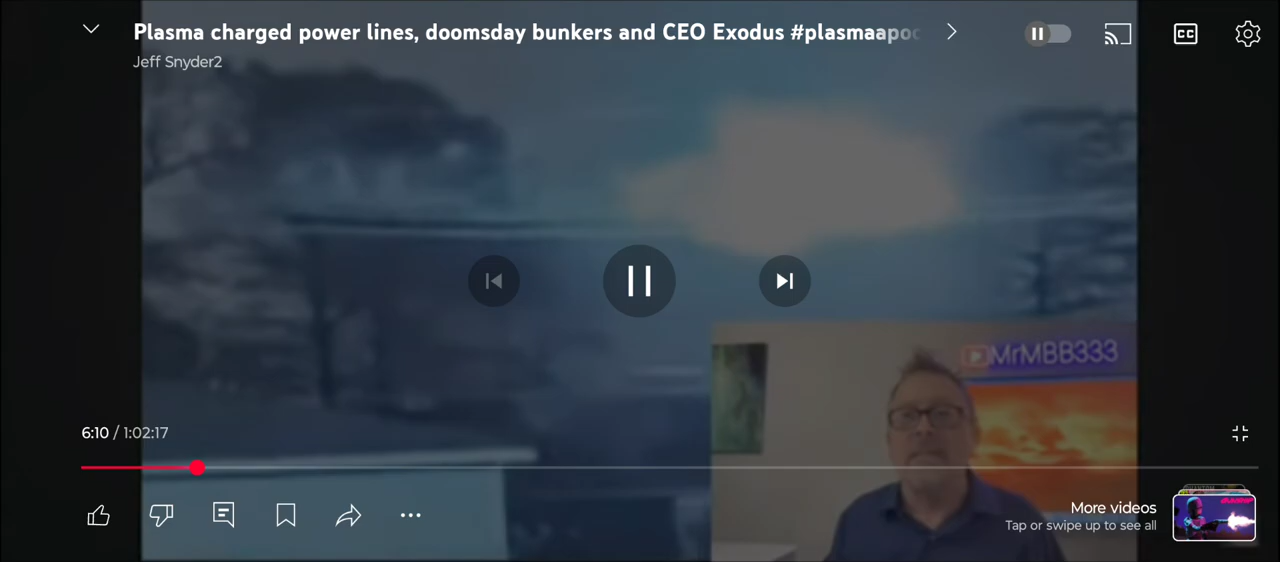 Plasma charged power lines, doomsday bunkers and CEO Exodus #plasmaapoc
Jeff Snyder2
CC
MrMBB333
6:10 / 1:02:17
More videos
Tap or swipe up to see all